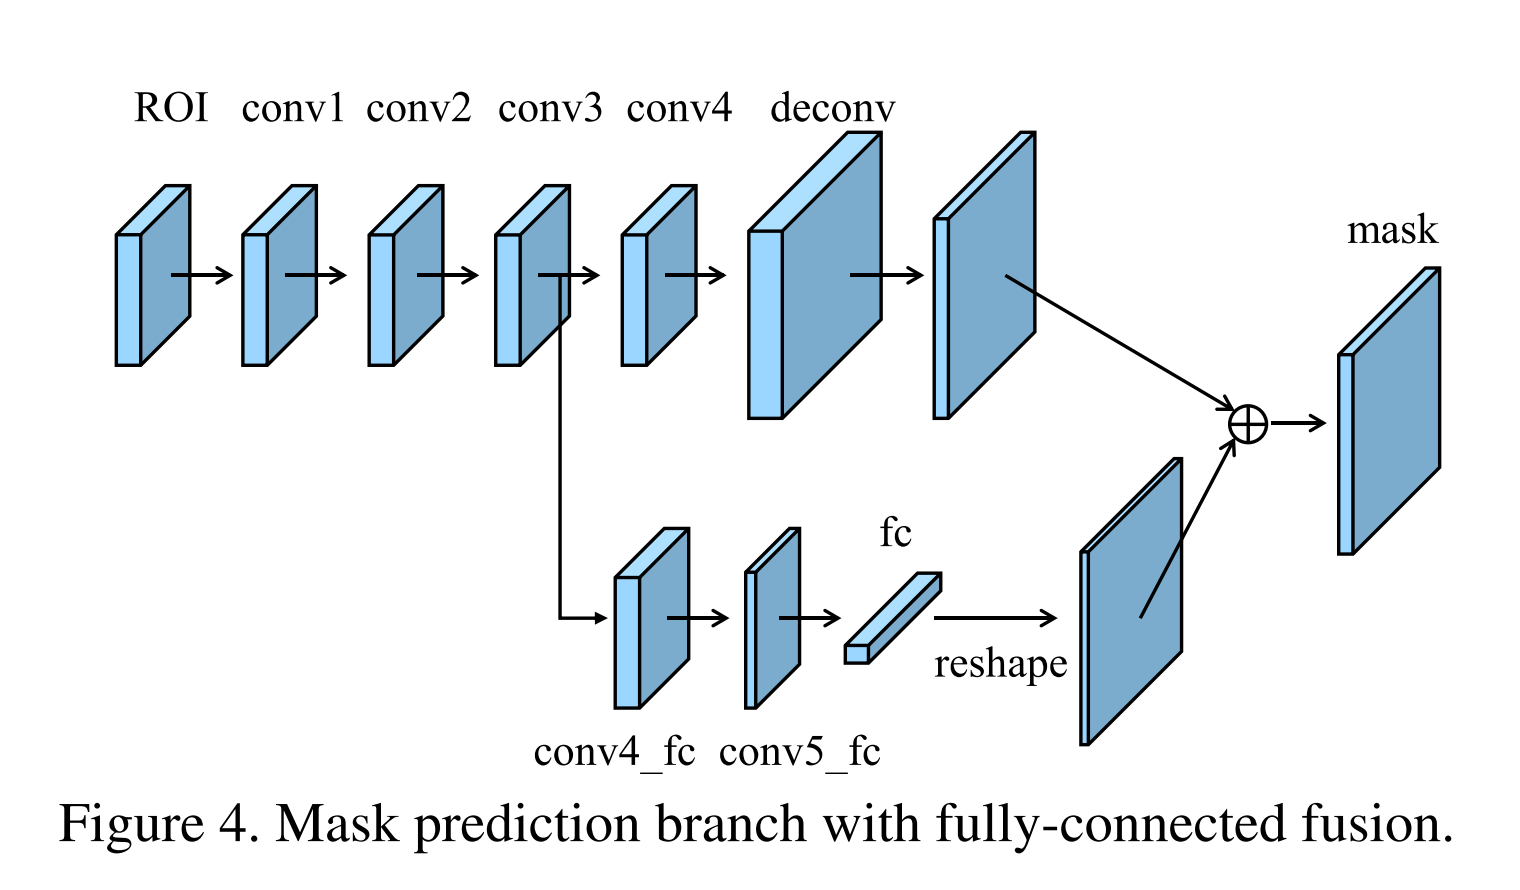 ROI conv1 conv2 conv3 conv4 deconv
mask
fc
reshape
conv4_fc conv5_fc
Figure 4. Mask prediction branch with fully-connected fusion.